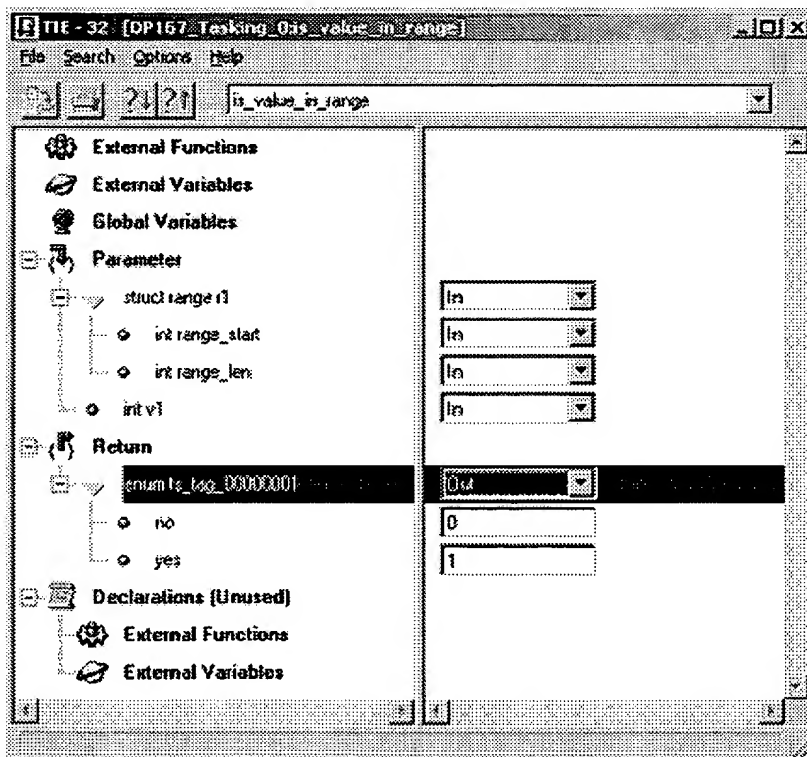 TIE - 32 [DP167_Tasking_0:is_value_in_range]
File Search Options Help
is_value_in_range
External Functions
External Variables
Global Variables
Parameter
struct range r1 In
int range_start In
int range_len In
int v1 In
Return
enum ts_tag_00000001 Out
no 0
yes 1
Declarations (Unused)
External Functions
External Variables